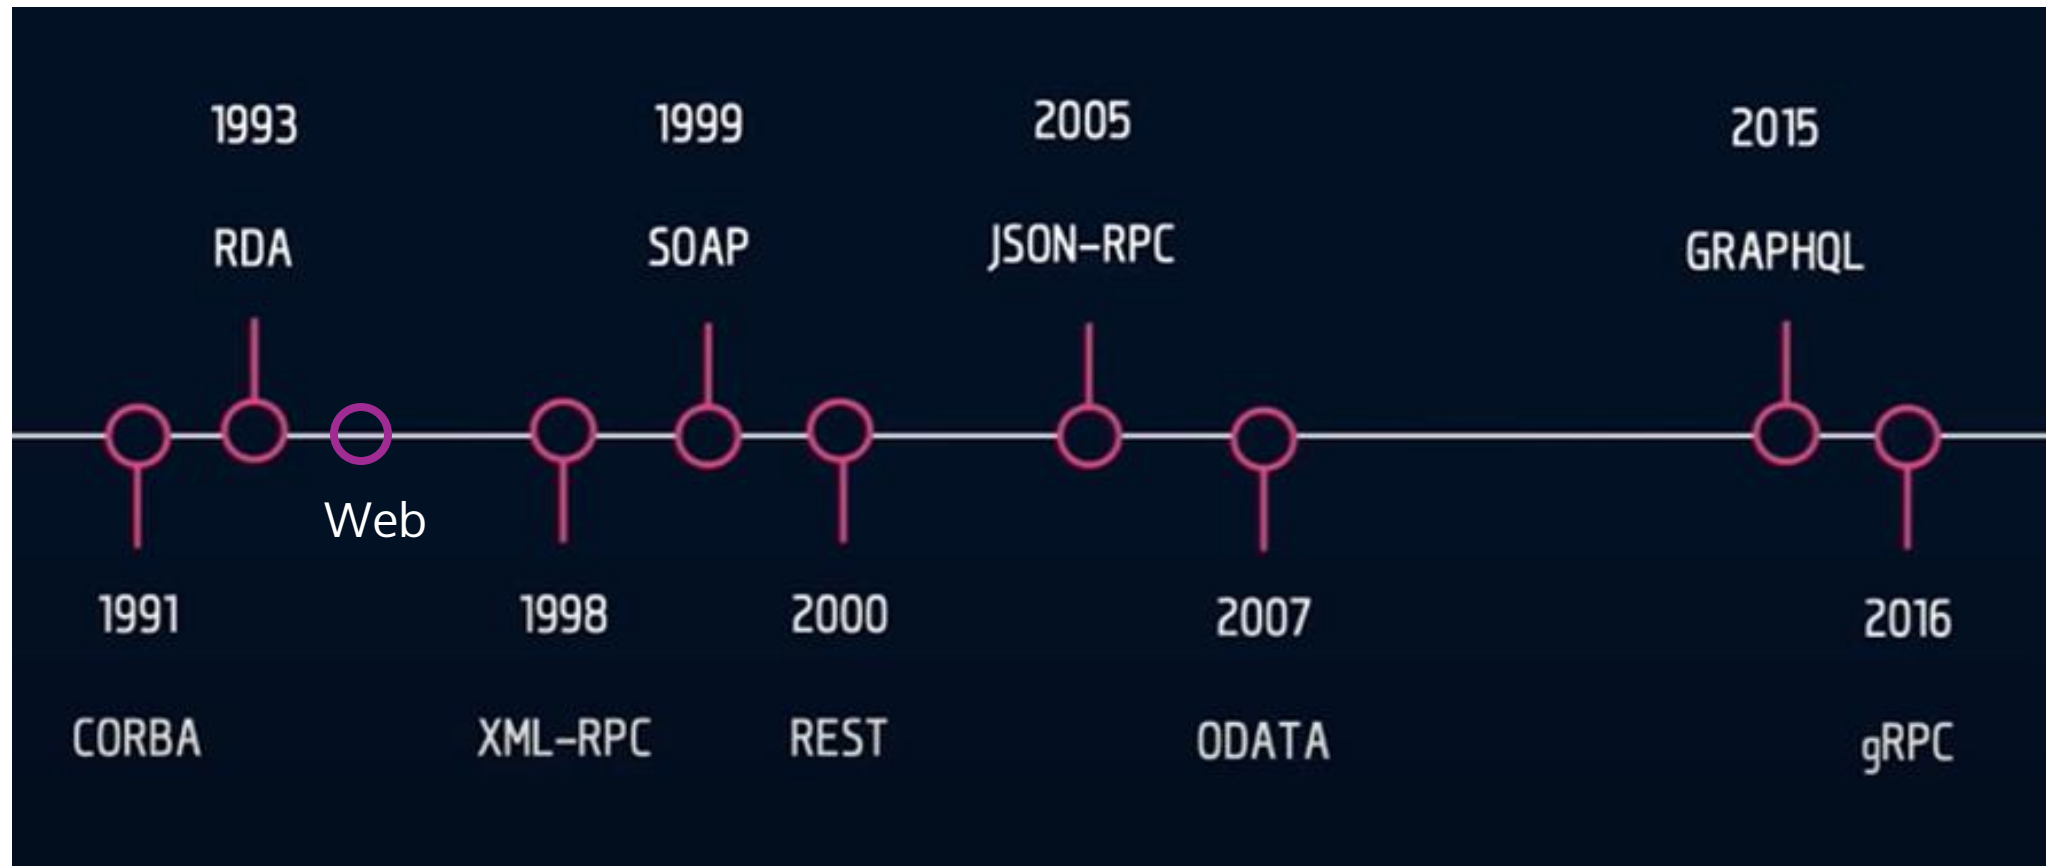 1993
1999
2005
2015
RDA
SOAP
JSON-RPC
GRAPHQL
Web
1991
1998
2000
2007
2016
CORBA
XML-RPC
REST
ODATA
gRPC